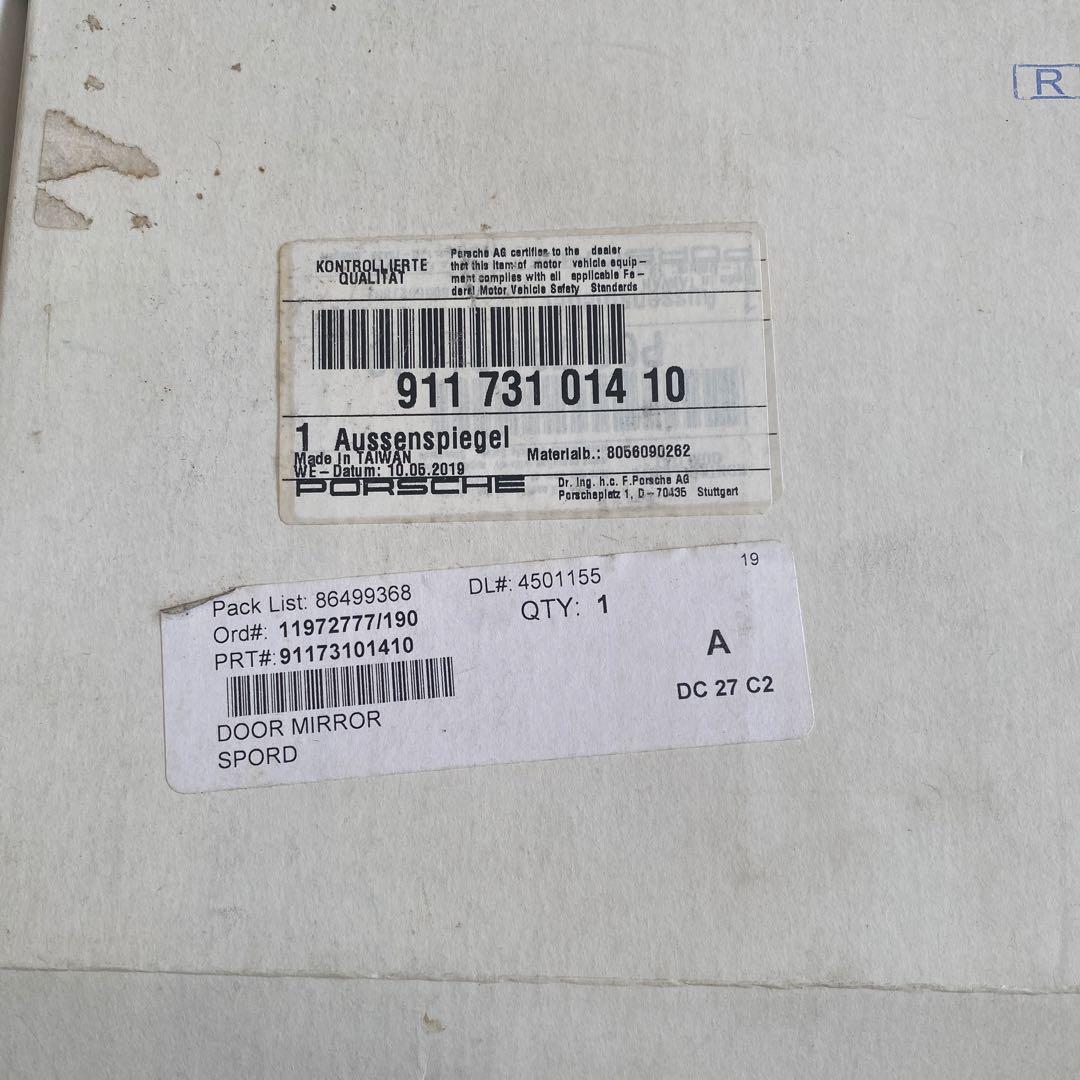 R
KONTROLLIERTE
QUALITÄT
Porsche AG certifies to the dealer
that this item of motor vehicle equip-
ment complies with all applicable Fe-
deral Motor Vehicle Safety Standards
911 731 014 10
1 Aussenspiegel
Made in TAIWAN
Materialb.: 8056090262
WE-Datum: 10.05.2019
PORSCHE
Dr. Ing. h.c. F.Porsche AG
Porscheplatz 1, D-70435 Stuttgart
19
Pack List: 86499368
DL#: 4501155
Ord#: 11972777/190
QTY: 1
PRT#:91173101410
A
DC 27 C2
DOOR MIRROR
SPORD